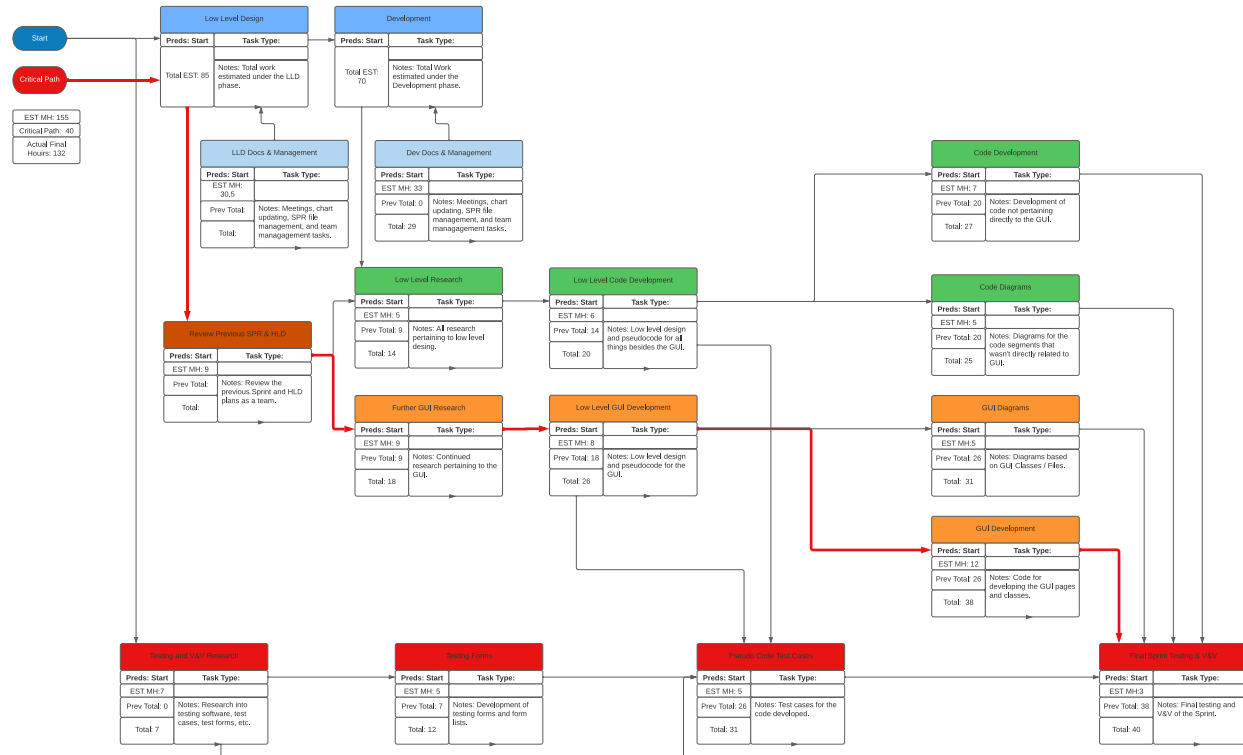 Start
Critical Path
EST MH: 155
Critical Path: 40
Actual Final
Houirs: 132
Low Level Design
Preds: Start
Task Type:
Total EST: 85
Notes: Total work
estimated under the LLD
phase.
Development
Preds: Start
Task Type:
Total EST:
70
Notes: Total Work
estimated under the
Development phase.
LLD Docs & Management
Preds: Start
Task Type:
EST MH:
30.5
Prev Total:
Total:
Notes: Meetings, chart
updating, SPR file
management, and team
managagement tasks.
Dev Docs & Management
Preds: Start
Task Type:
EST MH: 33
Prev Total: 0
Total: 29
Notes: Meetings, chart
updating, SPR file
management, and team
managagement tasks.
Code Development
Preds: Start
Task Type:
EST MH: 7
Prev Total: 20
Total: 27
Notes: Development of
code not pertaining
directly to the GUI.
Low Level Research
Preds: Start
Task Type:
EST MH: 5
Prev Total: 9
Total: 14
Notes: All research
pertaining to low level
desing.
Low Level Code Development
Preds: Start
Task Type:
EST MH: 6
Prev Total: 14
Total: 20
Notes: Low level design
and pseudocode for all
things besides the GUI.
Code Diagrams
Preds: Start
Task Type:
EST MH: 5
Prev Total: 20
Total: 25
Notes: Diagrams for the
code segments that
wasn't directly related to
GUI.
Review Previous SPR & HLD
Preds: Start
Task Type:
EST MH: 9
Prev Total:
Total:
Notes: Review the
previous Sprint and HLD
plans as a team.
Further GUI Research
Preds: Start
Task Type:
EST MH: 9
Prev Total: 9
Total: 18
Notes: Continued
research pertaining to the
GUI.
Low Level GUI Development
Preds: Start
Task Type:
EST MH: 8
Prev Total: 18
Total: 26
Notes: Low level design
and pseudocode for the
GUI.
GUI Diagrams
Preds: Start
Task Type:
EST MH:5
Prev Total: 26
Total: 31
Notes: Diagrams based
on GUI Classes / Files.
GUI Development
Preds: Start
Task Type:
EST MH: 12
Prev Total: 26
Total: 38
Notes: Code for
developing the GUI pages
and classes.
Testing and V&V Research
Preds: Start
Task Type:
EST MH:7
Prev Total: 0
Total: 7
Notes: Research into
testing software, test
cases, test forms, etc.
Testing Forms
Preds: Start
Task Type:
EST MH: 5
Prev Total: 7
Total: 12
Notes: Development of
testing forms and form
lists.
Pseudo Code Test Cases
Preds: Start
Task Type:
EST MH: 5
Prev Total: 26
Total: 31
Notes: Test cases for the
code developed.
Final Sprint Testing & V&V
Preds: Start
Task Type:
EST MH:3
Prev Total: 38
Total: 40
Notes: Final testing and
V&V of the Sprint.